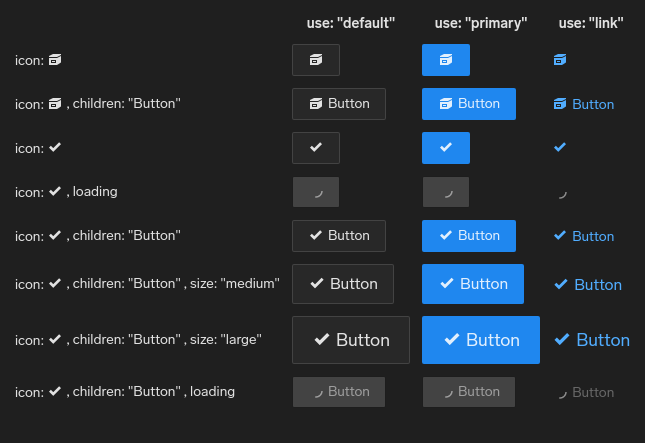 use: "default" use: "primary" use: "link"
icon:
icon: , children: "Button" Button Button Button
icon:
icon: , loading
icon: , children: "Button" Button Button Button
icon: , children: "Button" , size: "medium" Button Button Button
icon: , children: "Button" , size: "large" Button Button Button
icon: , children: "Button" , loading Button Button Button